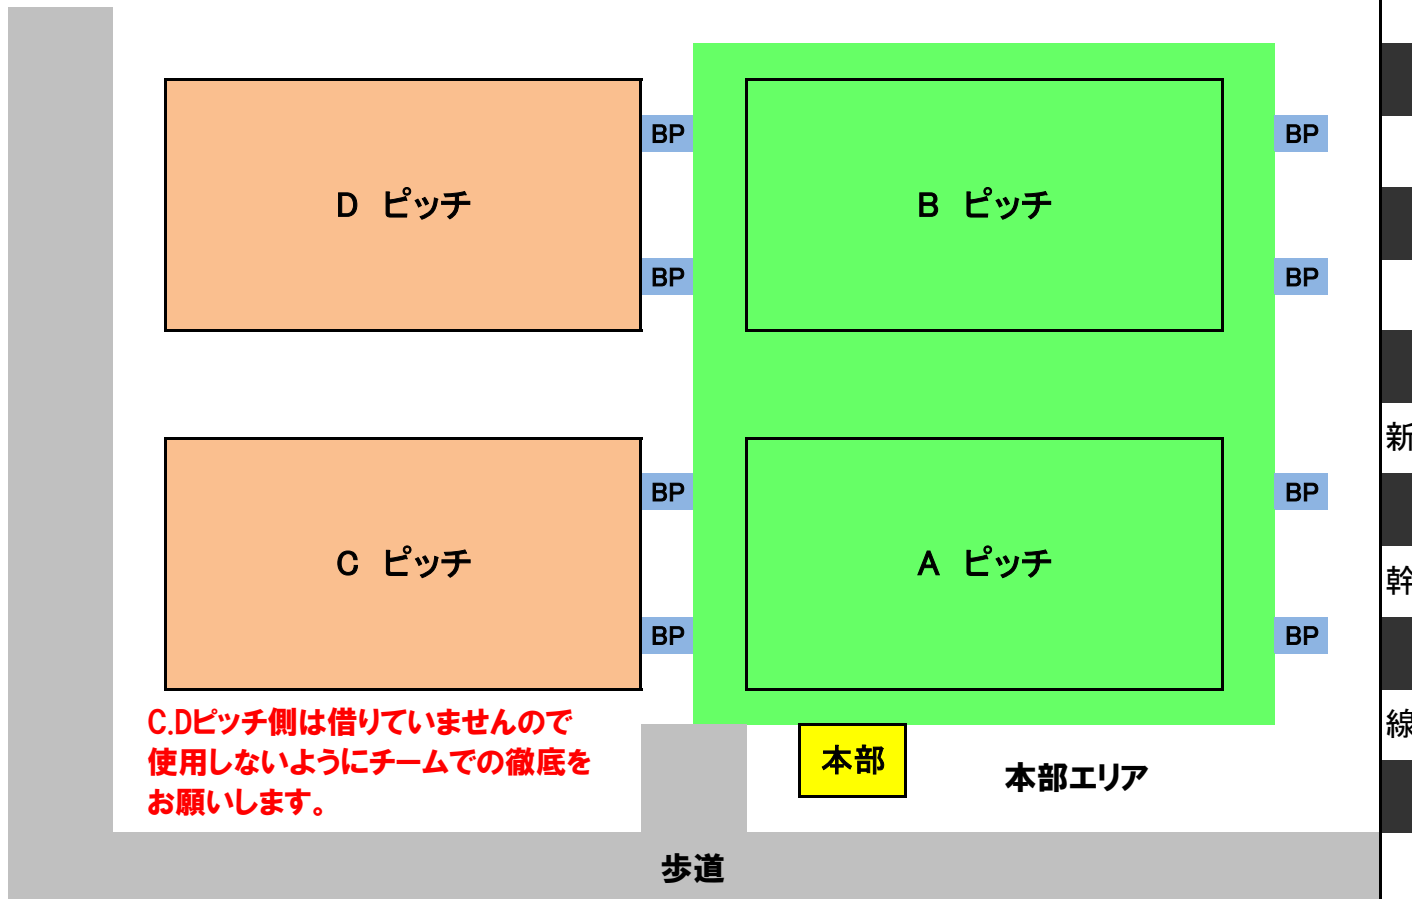 BP
BP
D ピッチ
B ピッチ
BP
BP
新
BP
BP
C ピッチ
A ピッチ
幹
BP
BP
C.Dピッチ側は借りていませんので
使用しないようにチームでの徹底を
お願いします。
線
本部
本部エリア
歩道